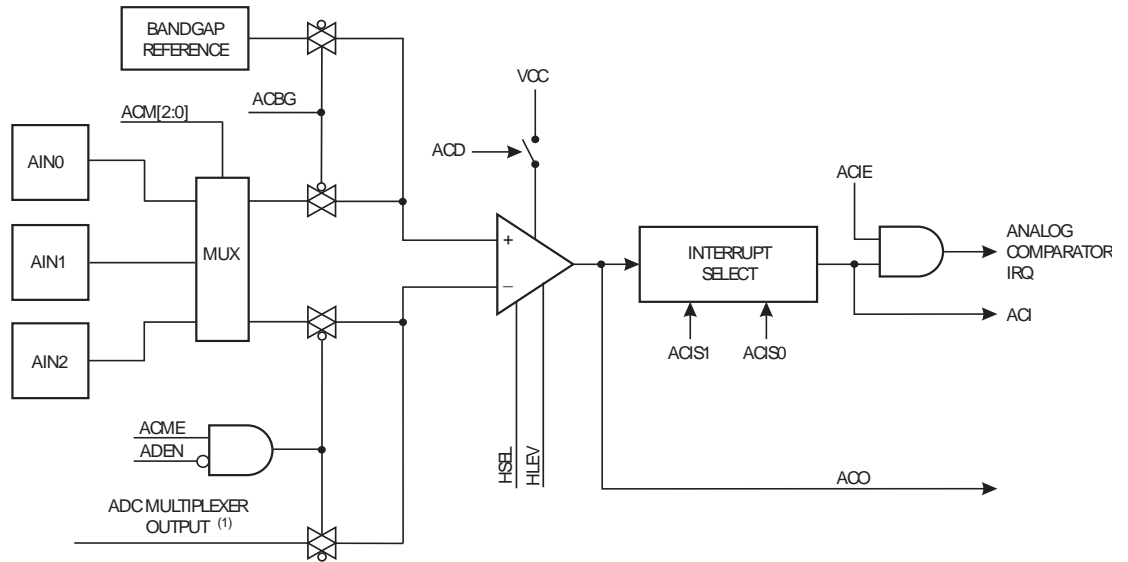 BANDGAP
REFERENCE
VCC
ACBG
ACM[2:0]
ACD
AIN0
ACIE
MUX
+
INTERRUPT
SELECT
ANALOG
COMPARATOR
IRQ
AIN1
−
ACI
AIN2
ACIS1
ACIS0
ACME
ADEN
HSEL
HLEV
ACO
ADC MULTIPLEXER
OUTPUT (1)